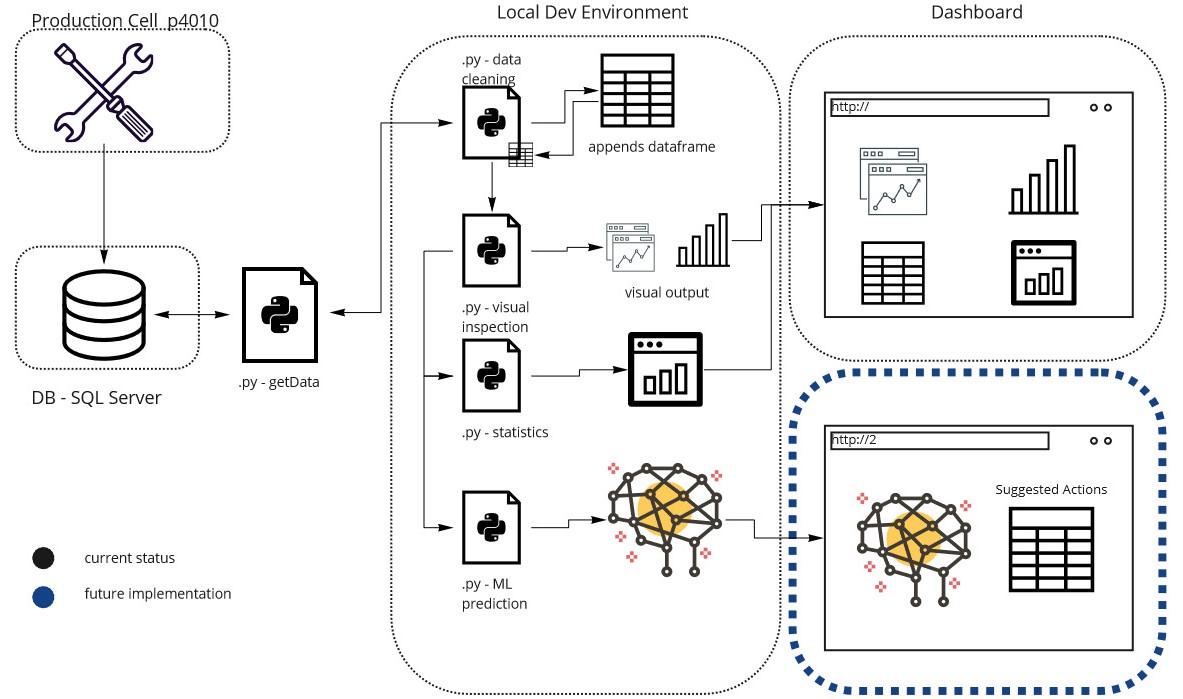 Production Cell p4010
Local Dev Environment
Dashboard
.py - data
cleaning
http://
appends dataframe
visual output
.py - visual
inspection
.py - getData
DB - SQL Server
.py - statistics
http://2
Suggested Actions
current status
.py - ML
prediction
future implementation